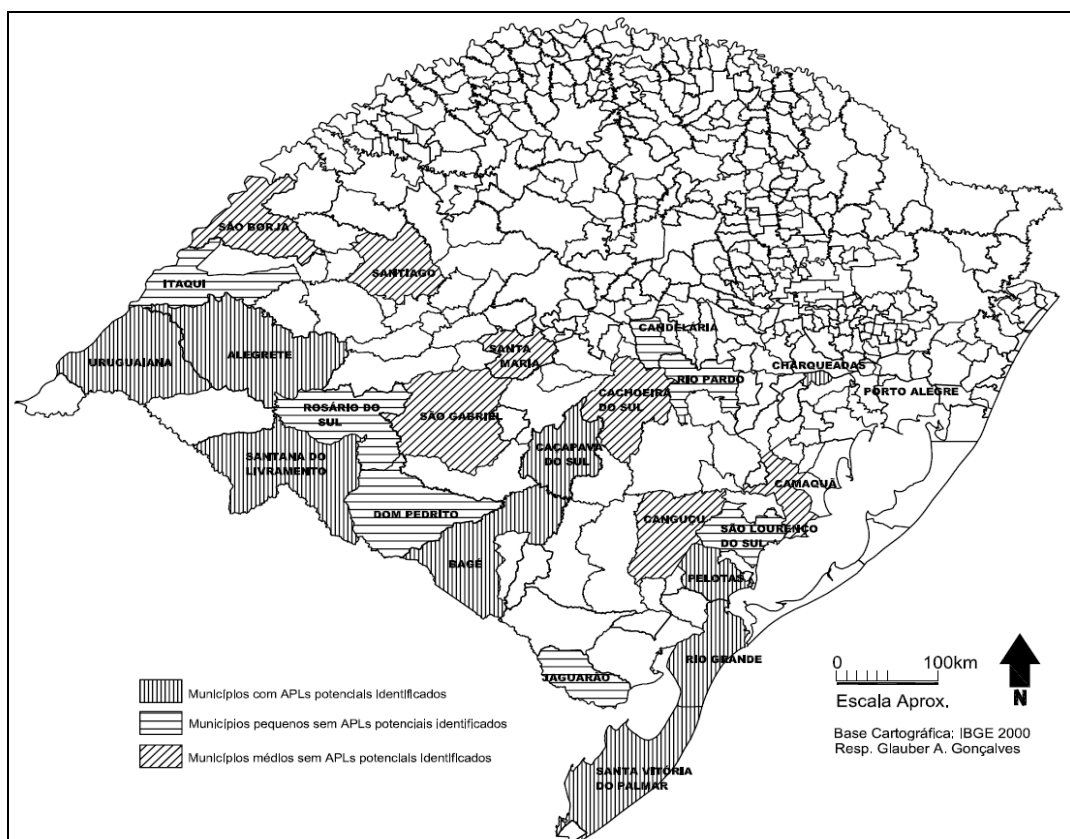 SÃO BORJA
SANTIAGO
ITAQUI
CANDELÁRIA
SANTA
MARIA
URUGUAIANA
ALEGRETE
CHARQUEADAS
RIO PARDO
PORTO ALEGRE
CACHOEIRA
DO SUL
ROSÁRIO DO
SUL
SÃO GABRIEL
CAÇAPAVA
DO SUL
SANTANA DO
LIVRAMENTO
CAMAQUÃ
DOM PEDRITO
CANGUÇU
SÃO LOURENÇO
DO SUL
BAGÉ
PELOTAS
RIO GRANDE
JAGUARÃO
SANTA VITÓRIA
DO PALMAR
0 100km
Escala Aprox.
N
Base Cartográfica: IBGE 2000
Resp. Glauber A. Gonçalves
Municípios com APLs potenciais identificados
Municípios pequenos sem APLs potenciais identificados
Municípios médios sem APLs potenciais identificados